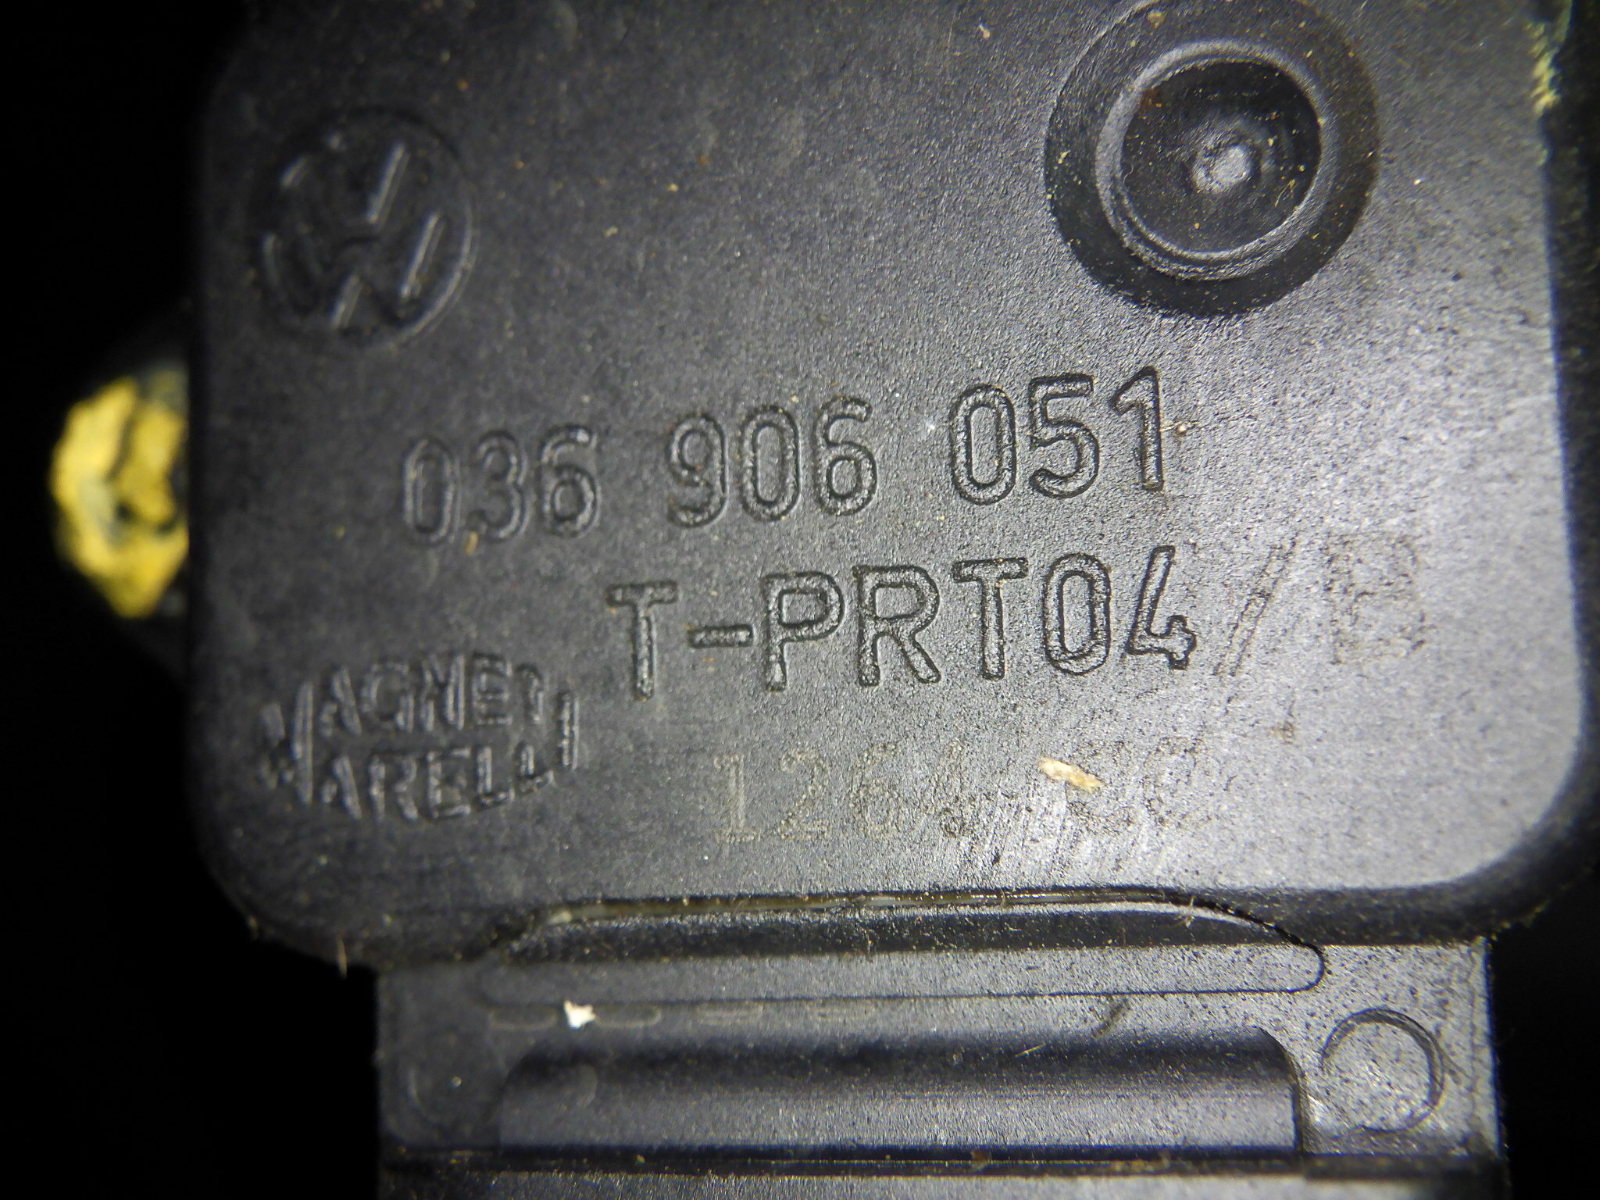 036 906 051
T-PRT04/B
MAGNETI
MARELLI